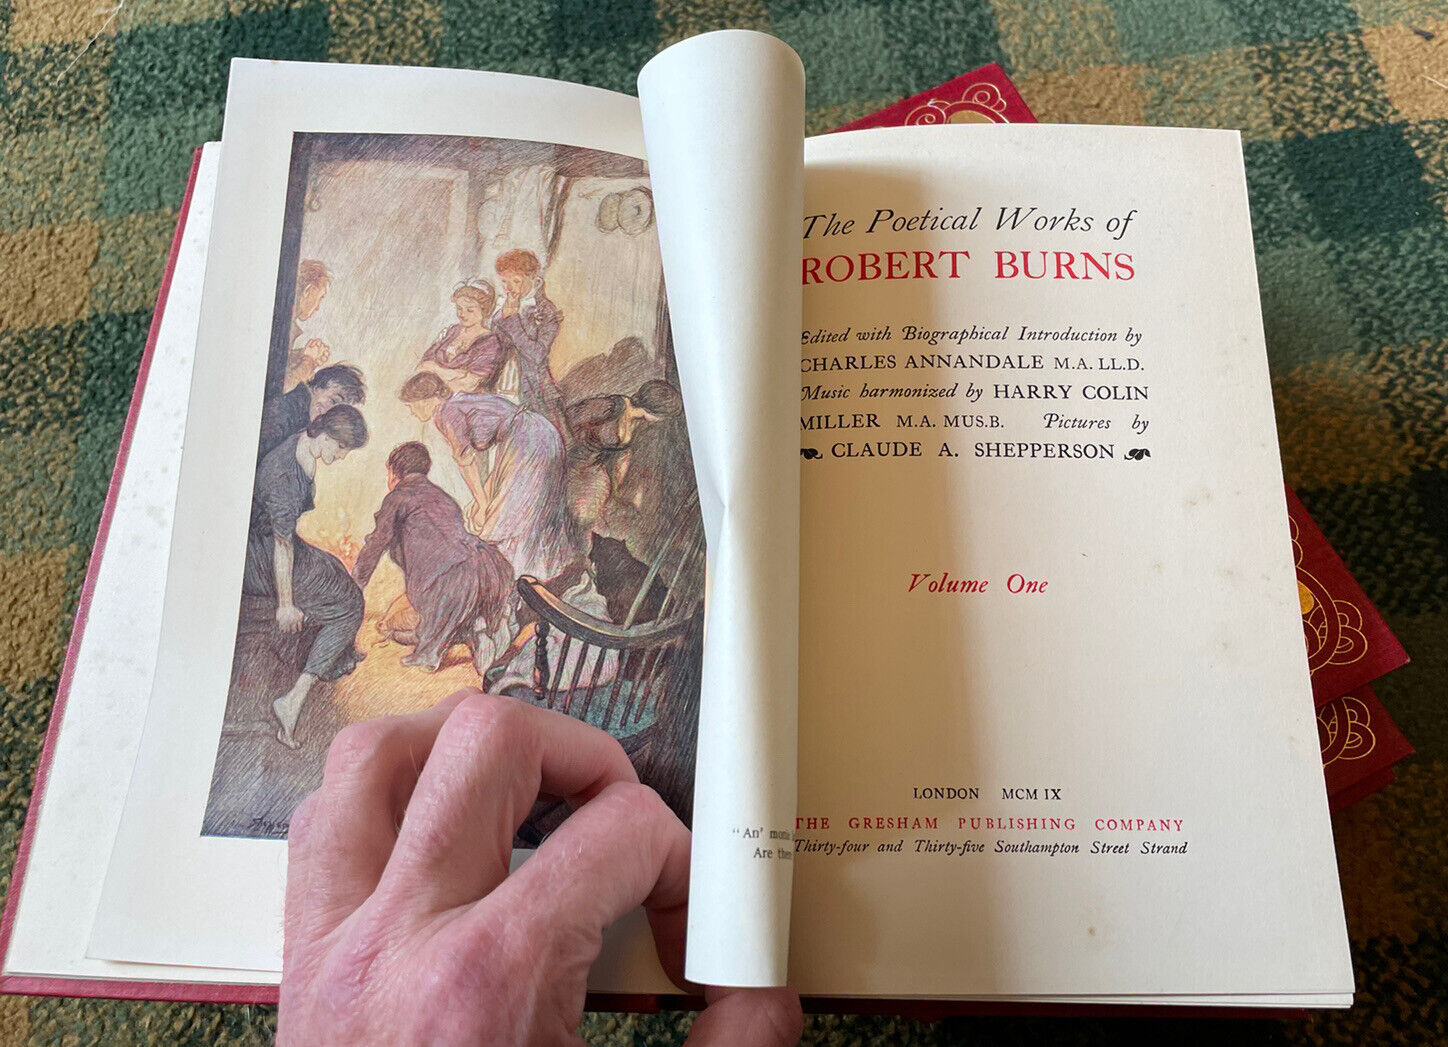 "An'
Are
The Poetical Works of
ROBERT BURNS
Edited with Biographical Introduction by
CHARLES ANNANDALE M.A. LL.D.
Music harmonized by HARRY COLIN
MILLER M.A. MUS.B. Pictures by
CLAUDE A. SHEPPERSON
Volume One
LONDON MCM IX
THE GRESHAM PUBLISHING COMPANY
Thirty-four and Thirty-five Southampton Street Strand